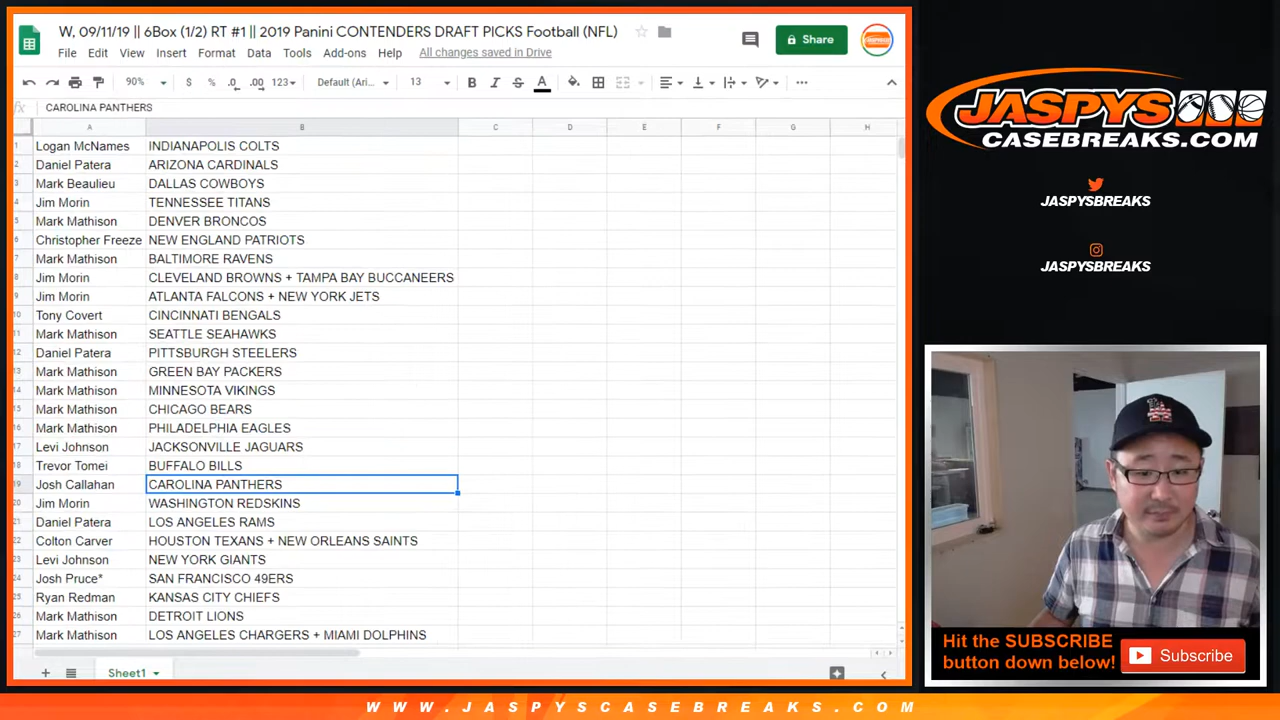 W, 09/11/19 || 6Box (1/2) RT #1 || 2019 Panini CONTENDERS DRAFT PICKS Football (NFL)
File Edit View Insert Format Data Tools Add-ons Help All changes saved in Drive
Share
90% $ % .0 .00 123 Default (Ari... 13 B I S A
fx CAROLINA PANTHERS
A B C D E F G H
1 Logan McNames INDIANAPOLIS COLTS
2 Daniel Patera ARIZONA CARDINALS
3 Mark Beaulieu DALLAS COWBOYS
4 Jim Morin TENNESSEE TITANS
5 Mark Mathison DENVER BRONCOS
6 Christopher Freeze NEW ENGLAND PATRIOTS
7 Mark Mathison BALTIMORE RAVENS
8 Jim Morin CLEVELAND BROWNS + TAMPA BAY BUCCANEERS
9 Jim Morin ATLANTA FALCONS + NEW YORK JETS
10 Tony Covert CINCINNATI BENGALS
11 Mark Mathison SEATTLE SEAHAWKS
12 Daniel Patera PITTSBURGH STEELERS
13 Mark Mathison GREEN BAY PACKERS
14 Mark Mathison MINNESOTA VIKINGS
15 Mark Mathison CHICAGO BEARS
16 Mark Mathison PHILADELPHIA EAGLES
17 Levi Johnson JACKSONVILLE JAGUARS
18 Trevor Tomei BUFFALO BILLS
19 Josh Callahan CAROLINA PANTHERS
20 Jim Morin WASHINGTON REDSKINS
21 Daniel Patera LOS ANGELES RAMS
22 Colton Carver HOUSTON TEXANS + NEW ORLEANS SAINTS
23 Levi Johnson NEW YORK GIANTS
24 Josh Pruce* SAN FRANCISCO 49ERS
25 Ryan Redman KANSAS CITY CHIEFS
26 Mark Mathison DETROIT LIONS
27 Mark Mathison LOS ANGELES CHARGERS + MIAMI DOLPHINS
Sheet1
JASPYS
CASEBREAKS.COM
JASPYSBREAKS
JASPYSBREAKS
Hit the SUBSCRIBE
button down below!
Subscribe
WWW.JASPYSCASEBREAKS.COM